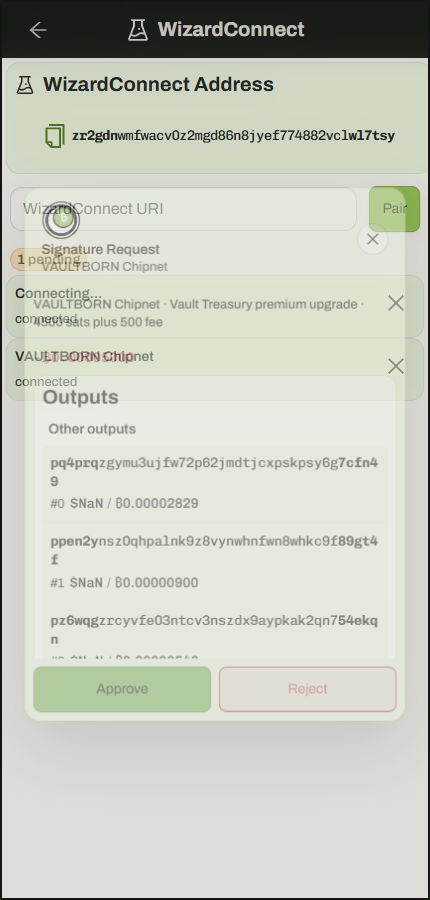 WizardConnect
WizardConnect Address
zr2gdnwmfwacv0z2mgd86n8jyef774882vclwl7tsy
WizardConnect URI
Pair
Signature Request
1 pending
VAULTBORN Chipnet
Connecting...
VAULTBORN Chipnet · Vault Treasury premium upgrade ·
connected
4500 sats plus 500 fee
VAULTBORN Chipnet
connected
Outputs
Other outputs
pq4prqzgymu3ujfw72p62jmdtjcxpskpsy6g7cfn4
9
#0 $NaN / ₿0.00002829
ppen2ynsz0qhpalnk9z8vynwhnfwn8whkc9f89gt4
f
#1 $NaN / ₿0.00000900
pz6wqgzrcyvfe03ntcv3nszdx9aypkak2qn754ekq
n
Approve
Reject